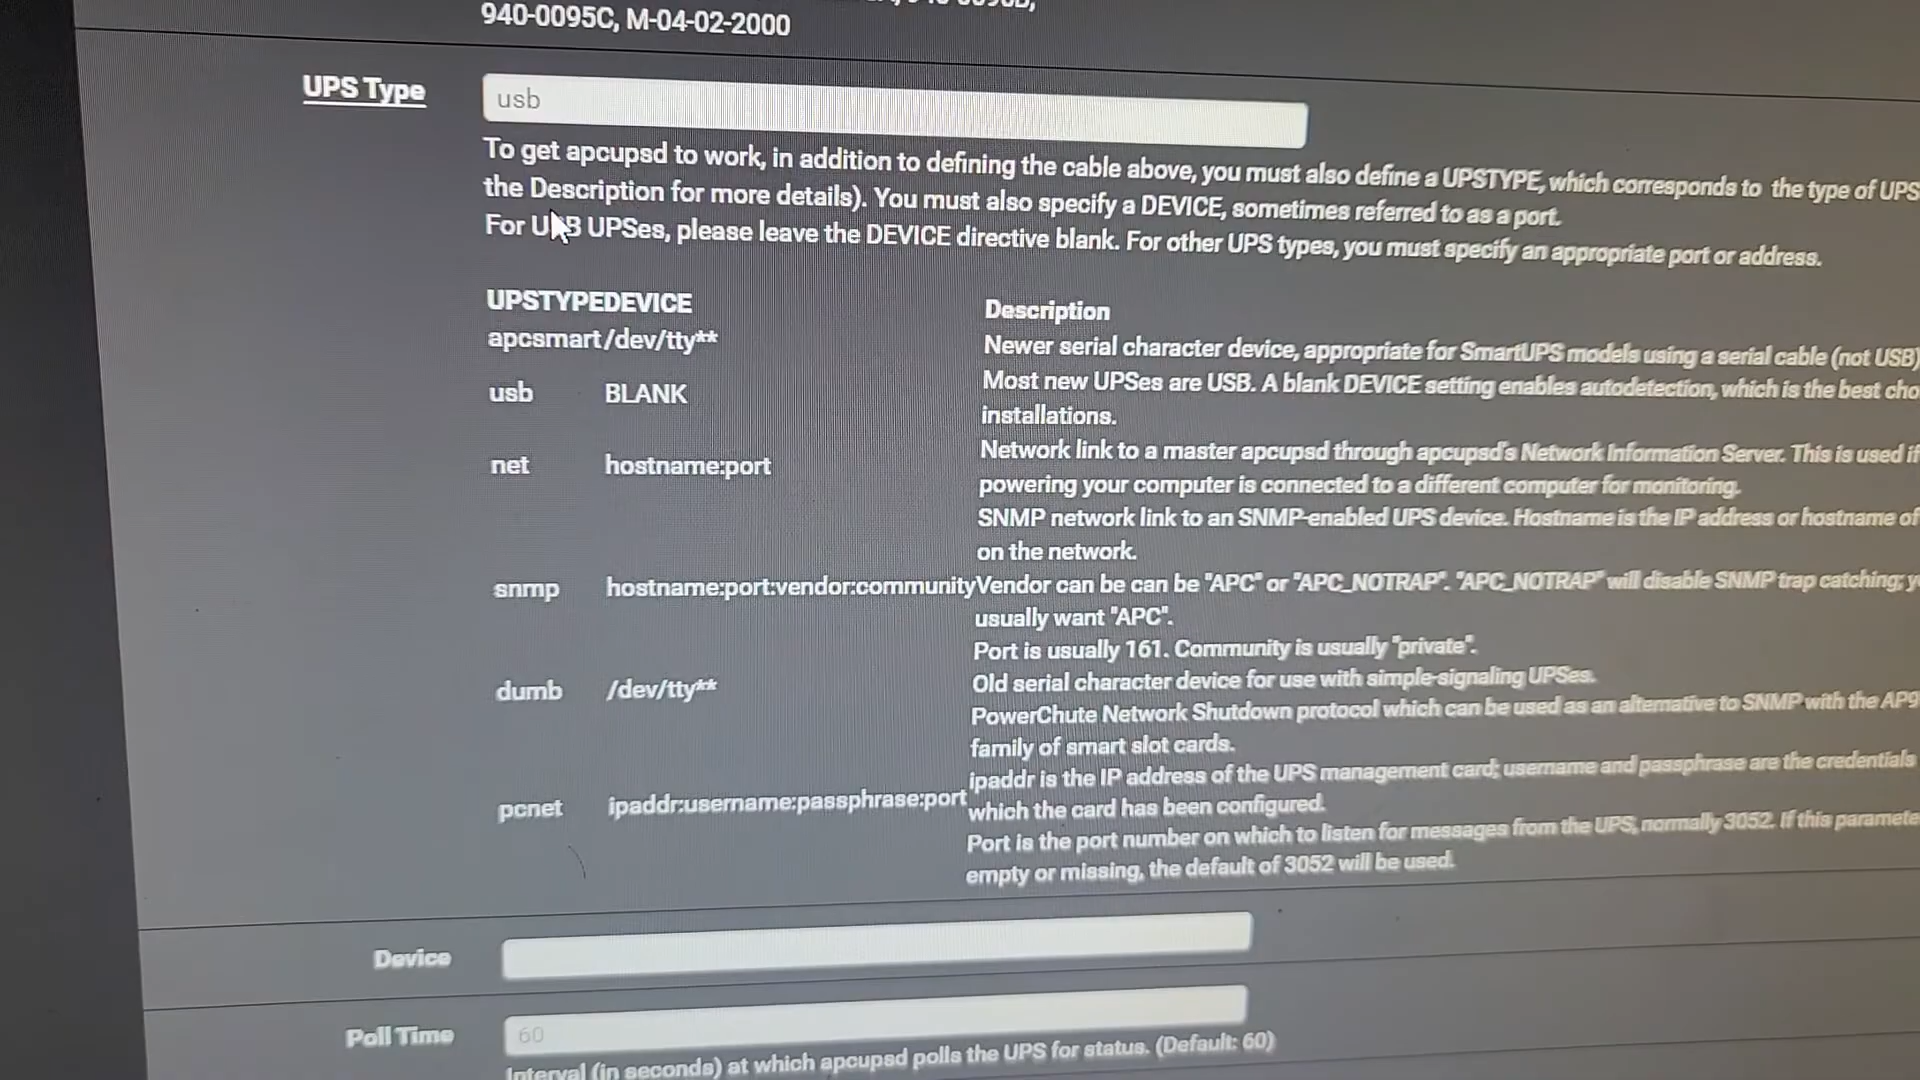 940-0095C, M-04-02-2000
UPS Type
usb
To get apcupsd to work, in addition to defining the cable above, you must also define a UPSTYPE, which corresponds to the type of UPS
the Description for more details). You must also specify a DEVICE, sometimes referred to as a port.
For USB UPSes, please leave the DEVICE directive blank. For other UPS types, you must specify an appropriate port or address.
UPSTYPEDEVICE Description
apcsmart/dev/tty** Newer serial character device, appropriate for SmartUPS models using a serial cable (not USB)
usb BLANK Most new UPSes are USB. A blank DEVICE setting enables autodetection, which is the best
installations.
net hostname:port Network link to a master apcupsd through apcupsd's Network Information Server. This is used if
powering your computer is connected to a different computer for monitoring.
SNMP network link to an SNMP-enabled UPS device. Hostname is the IP address or hostname of
on the network.
snmp hostname:port:vendor:communityVendor can be can be "APC" or "APC_NOTRAP". "APC_NOTRAP" will disable SNMP trap catching;
usually want "APC".
Port is usually 161. Community is usually "private".
dumb /dev/tty** Old serial character device for use with simple-signaling UPSes.
PowerChute Network Shutdown protocol which can be used as an alternative to SNMP with the AP9
family of smart slot cards.
pcnet ipaddr:username:passphrase:port ipaddr is the IP address of the UPS management card; username and passphrase are the credentials
which the card has been configured.
Port is the port number on which to listen for messages from the UPS, normally 3052. If this
empty or missing, the default of 3052 will be used.
Device
Poll Time
60
Interval (in seconds) at which apcupsd polls the UPS for status. (Default: 60)